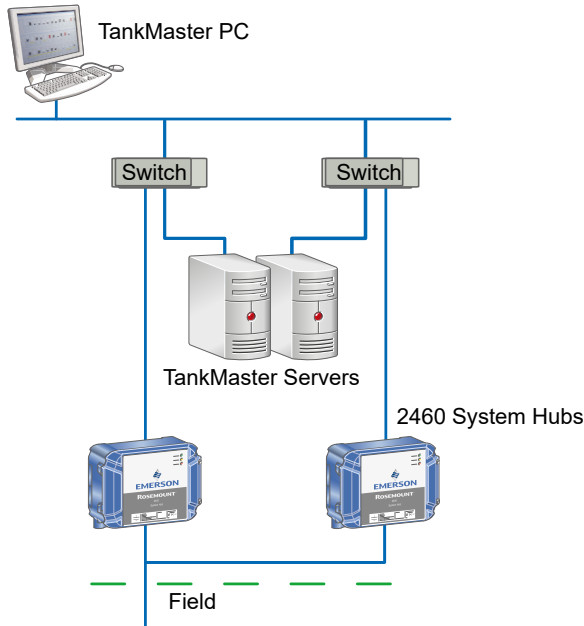 TankMaster PC
Switch
Switch
TankMaster Servers
2460 System Hubs
EMERSON
ROSEMOUNT
EMERSON
ROSEMOUNT
Field